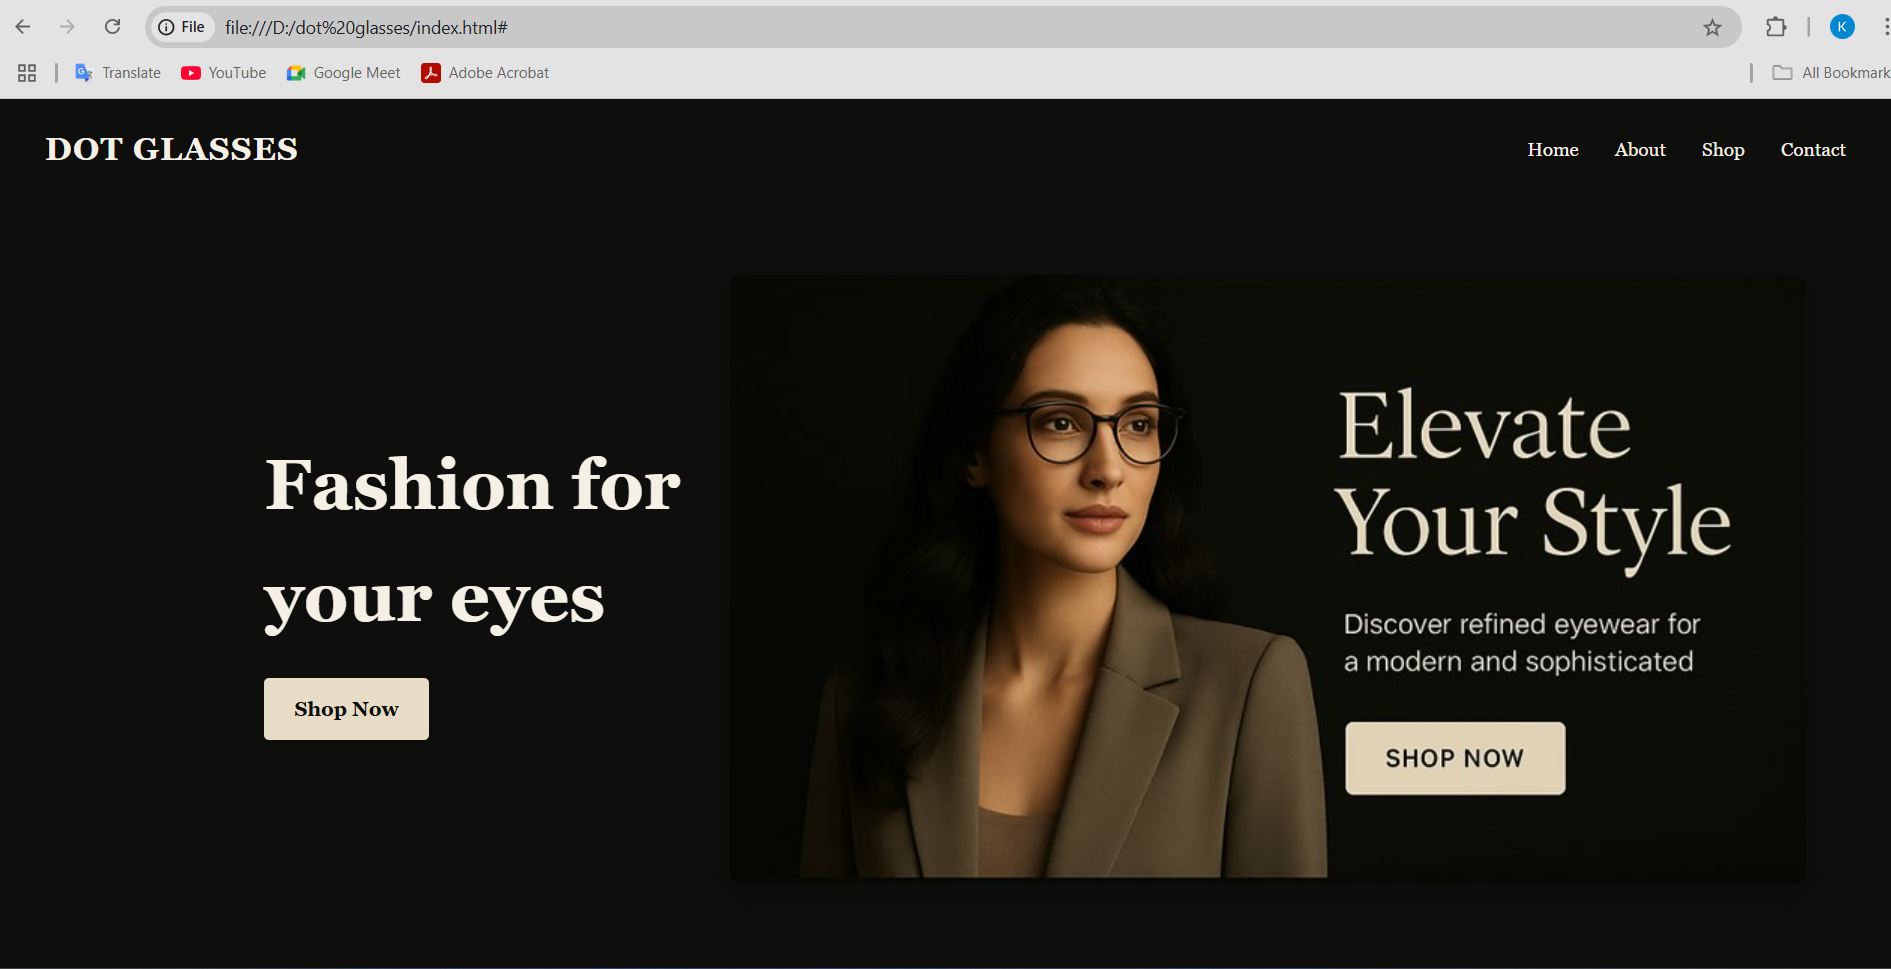 File file:///D:/dot%20glasses/index.html#
K
Translate YouTube Google Meet Adobe Acrobat All Bookmark
DOT GLASSES
Home About Shop Contact
Fashion for
your eyes
Shop Now
Elevate
Your Style
Discover refined eyewear for
a modern and sophisticated
SHOP NOW